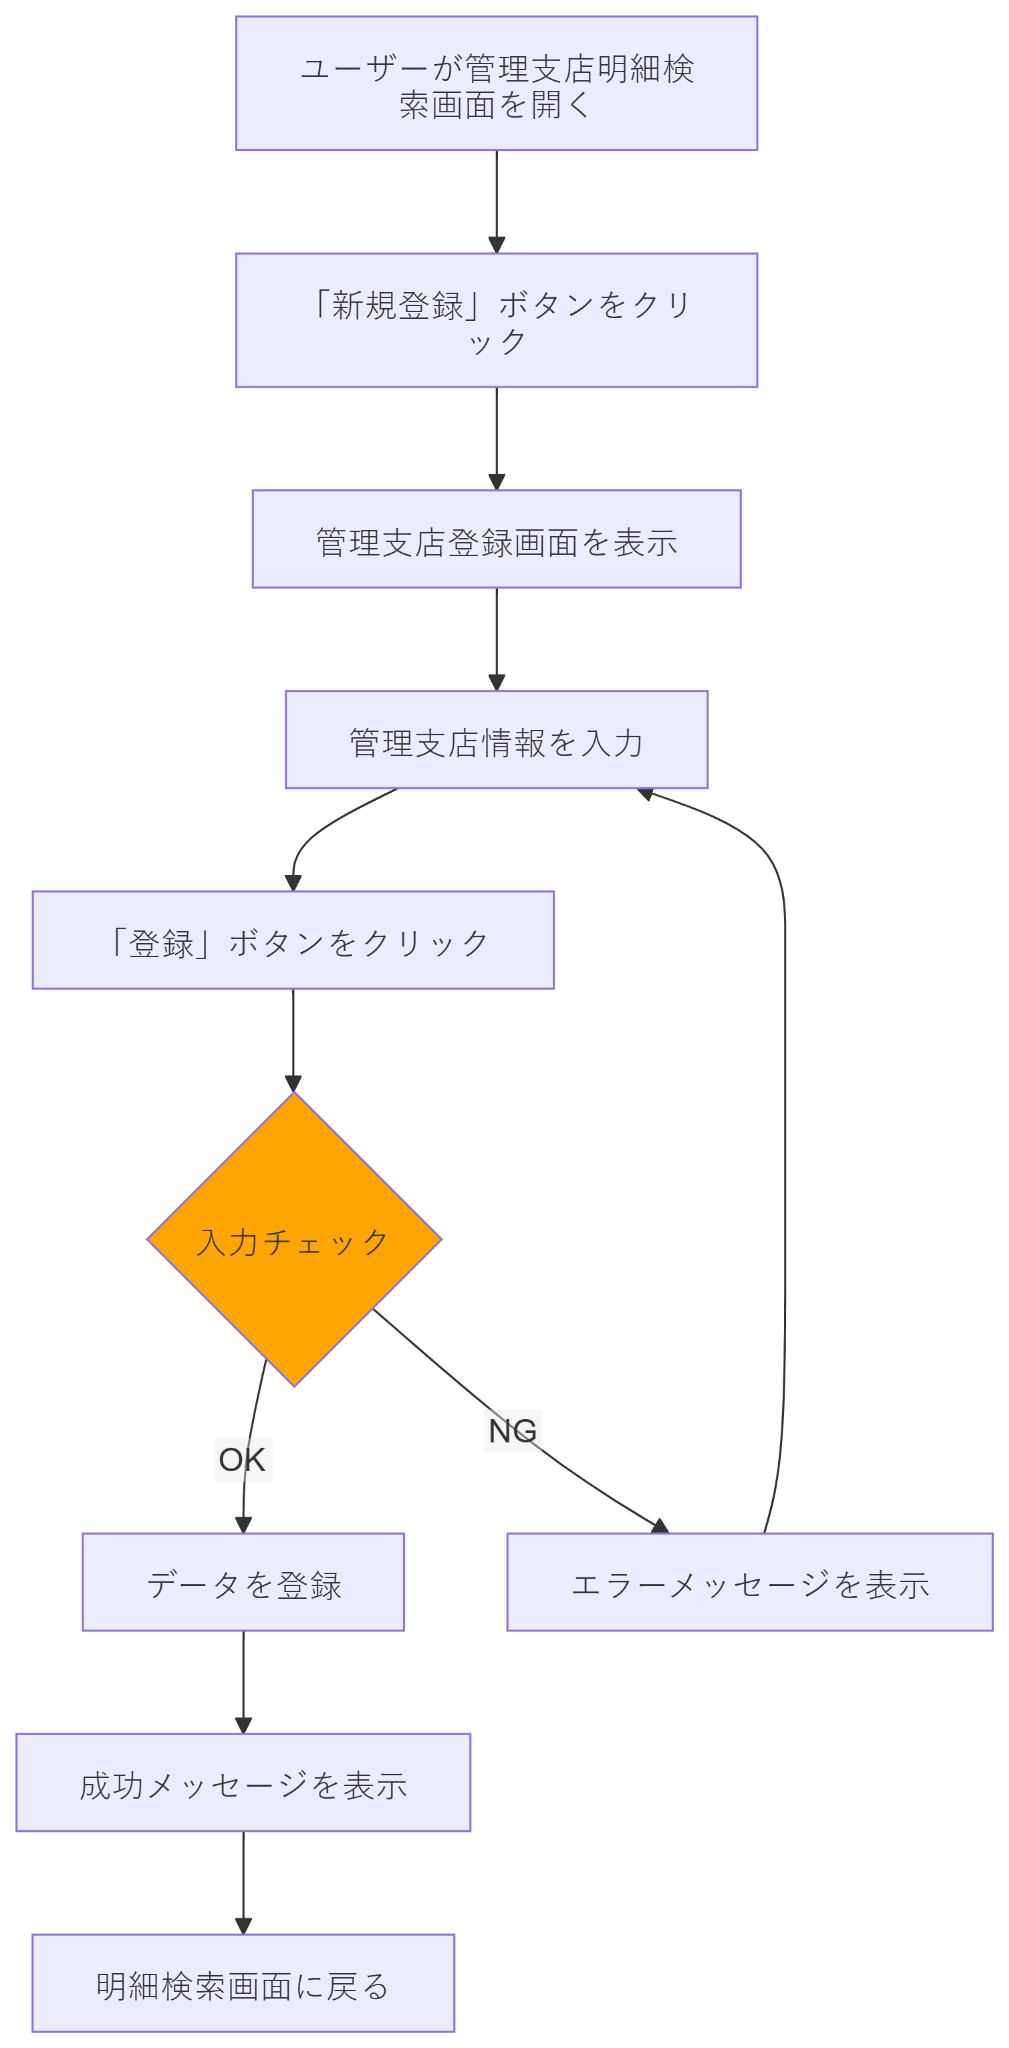 ユーザーが管理支店明細検
索画面を開く
「新規登録」ボタンをクリ
ック
管理支店登録画面を表示
管理支店情報を入力
「登録」ボタンをクリック
入力チェック
NG
OK
データを登録
エラーメッセージを表示
成功メッセージを表示
明細検索画面に戻る